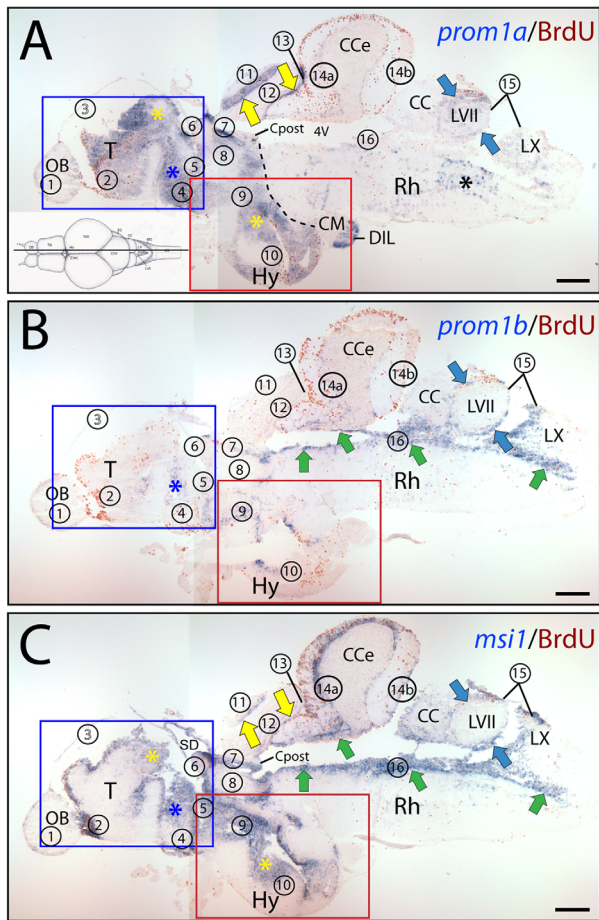 A
prom1a/BrdU
13
CCe
11
14a
14b
15
3
12
CC
LVII
LX
6
7
Cpost
4V
16
OB
T
8
5
1
2
4
9
Rh
*
CM
DIL
10
Hy
B
prom1b/BrdU
13
CCe
11
14a
14b
15
3
12
CC
LVII
LX
6
7
16
T
8
5
Rh
OB
1
2
4
9
10
Hy
C
msi1/BrdU
13
CCe
15
11
14a
14b
3
12
CC
LVII
LX
SD
7
Cpost
6
8
16
T
5
Rh
OB
1
2
4
9
10
Hy